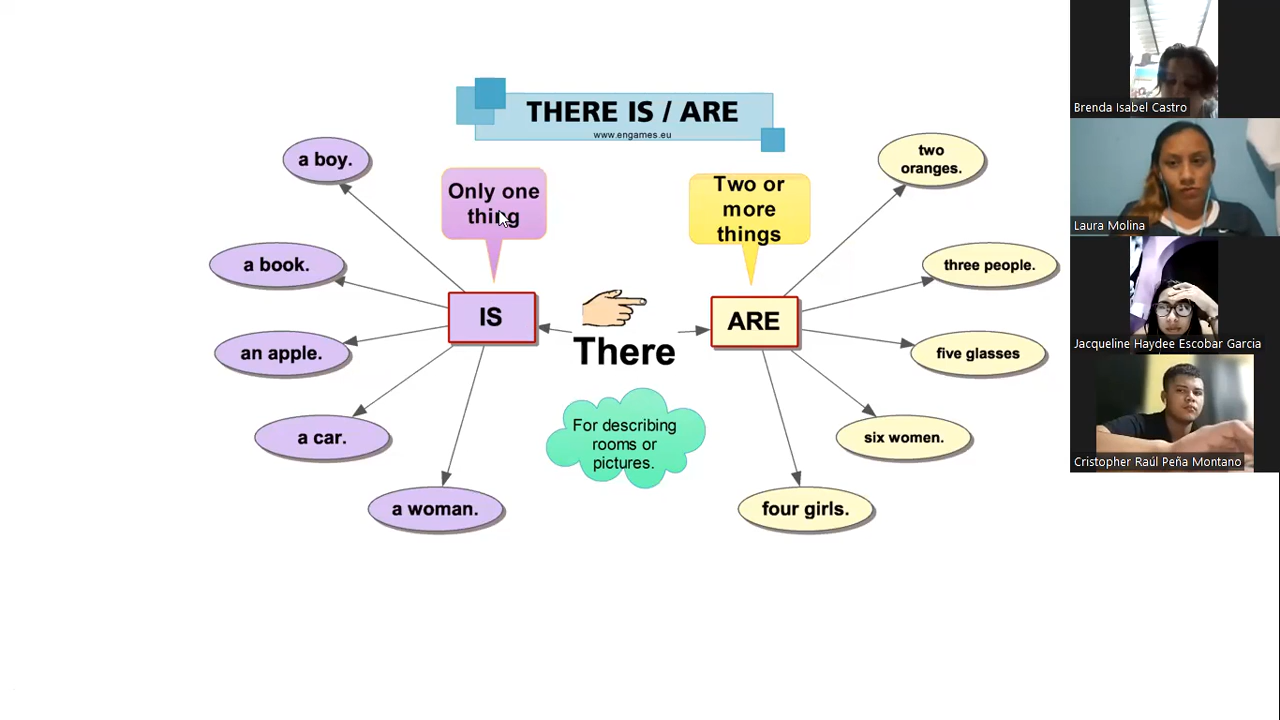 THERE IS / ARE
www.engames.eu
a boy.
Only one
thing
Two or
more
things
two
oranges.
a book.
three people.
IS
ARE
There
an apple.
five glasses
a car.
For describing
rooms or
pictures.
six women.
a woman.
four girls.
Brenda Isabel Castro
Laura Molina
Jacqueline Haydee Escobar Garcia
Cristopher Raúl Peña Montano